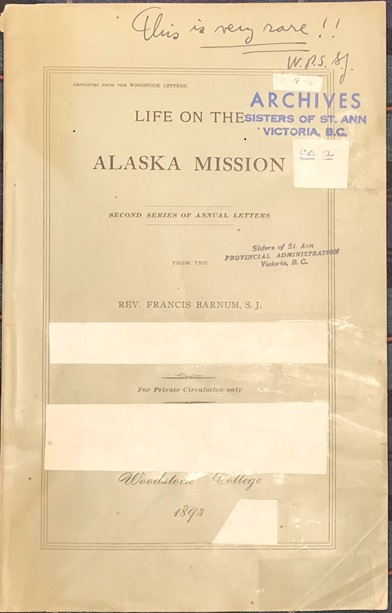 This is very rare!!
W.P.S. SJ.
REPRINTED FROM THE WOODSTOCK LETTERS
ARCHIVES
SISTERS OF ST. ANN
VICTORIA, B.C.
LIFE ON THE
ALASKA MISSION
SECOND SERIES OF ANNUAL LETTERS
Sisters of St. Ann
PROVINCIAL ADMINISTRATION
Victoria, B. C.
FROM THE
REV. FRANCIS BARNUM, S. J.
For Private Circulation only
Woodstock College
1893